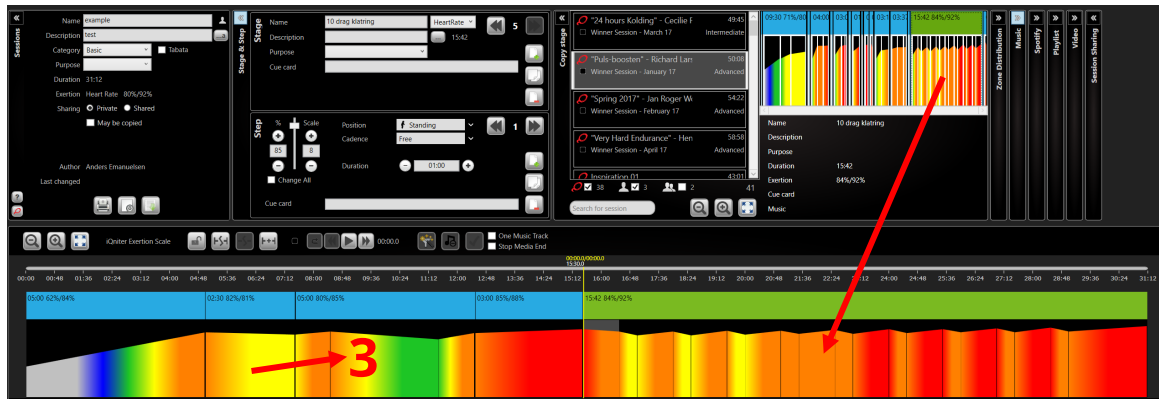 Sessions
Name example
Description test
Category Basic Tabata
Purpose
Duration 31:12
Exertion Heart Rate 80%/92%
Sharing Private Shared
May be copied
Author Anders Emanuelsen
Last changed
?
Stage & Step
Stage
Name 10 drag klatring HeartRate 5
Description ... 15:42
Purpose
Cue card
Step
% Scale Position Standing 1
Cadence Free
85 8
Duration 01:00
Change All
Cue card
Copy stage
"24 hours Kolding" - Cecilie F 49:45
Winner Session - March 17 Intermediate
"Puls-boosten" - Richard Lars 50:08
Winner Session - January 17 Advanced
"Spring 2017" - Jan Roger Wi 54:22
Winner Session - February 17 Advanced
"Very Hard Endurance" - Hen 58:58
Winner Session - April 17 Advanced
Inspiration 01 43:01
38 3 2 41
Search for session
09:30 71%/80 04:00 03:0 01 0 03:1 03:3 15:42 84%/92%
Name 10 drag klatring
Description
Purpose
Duration 15:42
Exertion 84%/92%
Cue card
Music
Zone Distribution
Music
Spotify
Playlist
Video
Session Sharing
iQniter Exertion Scale 00:00.0 One Music Track
Stop Media End
00:00.0/00:00.0
15:30.0
00:00 00:48 01:36 02:24 03:12 04:00 04:48 05:36 06:24 07:12 08:00 08:48 09:36 10:24 11:12 12:00 12:48 13:36 14:24 15:12 16:00 16:48 17:36 18:24 19:12 20:00 20:48 21:36 22:24 23:12 24:00 24:48 25:36 26:24 27:12 28:00 28:48 29:36 30:24 31:12
05:00 62%/84% 02:30 82%/81% 05:00 80%/85% 03:00 85%/88% 15:42 84%/92%
3